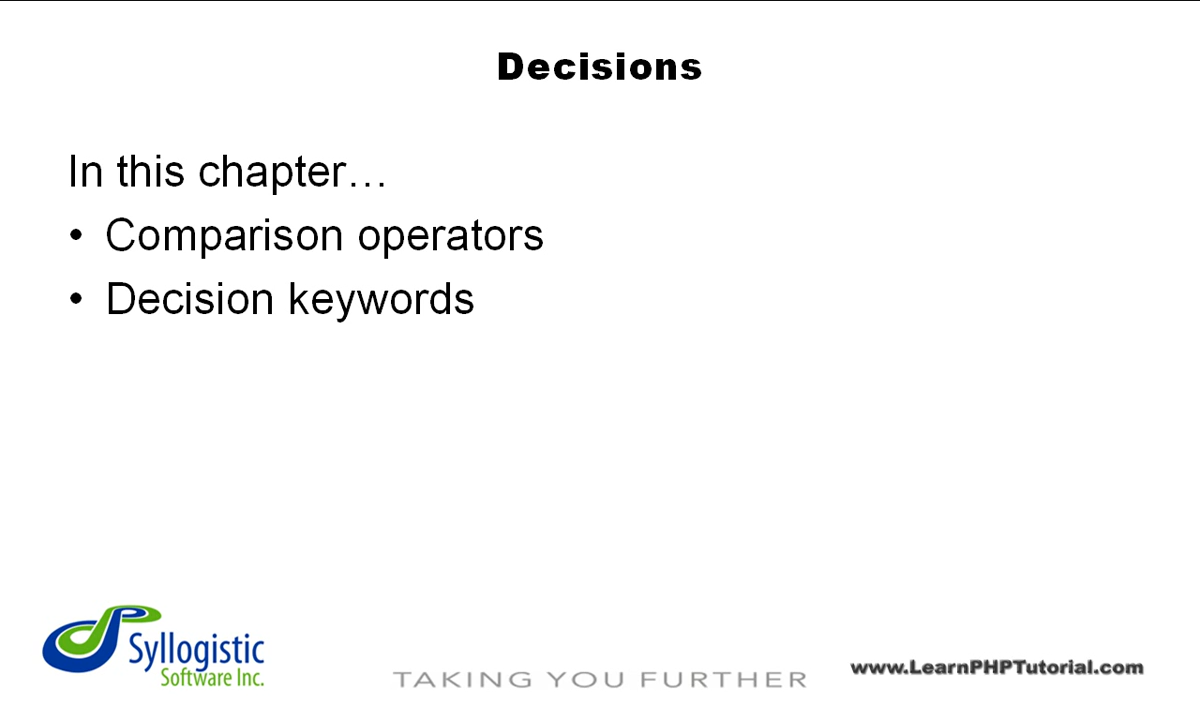 Decisions
In this chapter…
• Comparison operators
• Decision keywords
Syllogistic
Software Inc.
TAKING YOU FURTHER
www.LearnPHPTutorial.com